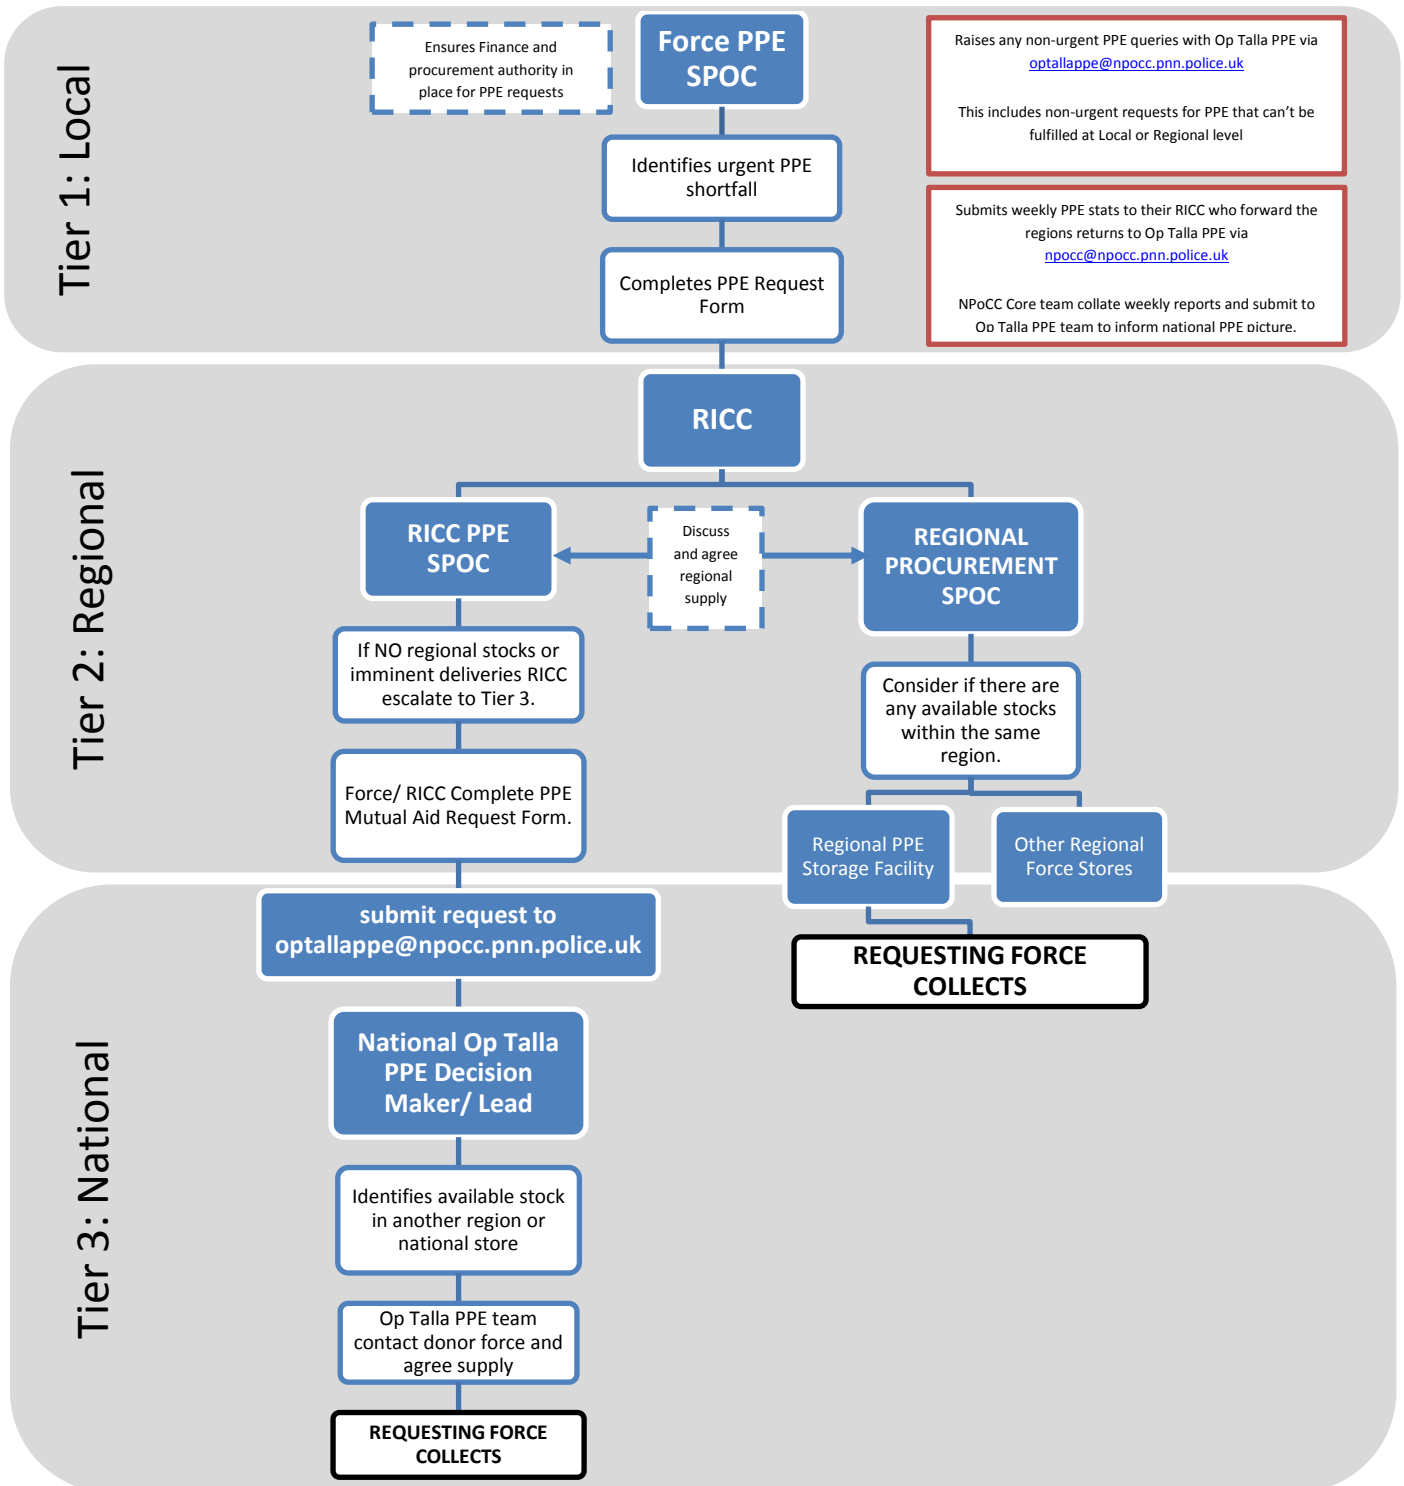 Tier 1: Local
Ensures Finance and
procurement authority in
place for PPE requests
Force PPE
SPOC
Raises any non-urgent PPE queries with Op Talla PPE via
optallappe@npocc.pnn.police.uk
This includes non-urgent requests for PPE that can’t be
fulfilled at Local or Regional level
Identifies urgent PPE
shortfall
Submits weekly PPE stats to their RICC who forward the
regions returns to Op Talla PPE via
npocc@npocc.pnn.police.uk
NPoCC Core team collate weekly reports and submit to
Op Talla PPE team to inform national PPE picture.
Completes PPE Request
Form
Tier 2: Regional
RICC
RICC PPE
SPOC
Discuss
and agree
regional
supply
REGIONAL
PROCUREMENT
SPOC
If NO regional stocks or
imminent deliveries RICC
escalate to Tier 3.
Consider if there are
any available stocks
within the same
region.
Force/ RICC Complete PPE
Mutual Aid Request Form.
Regional PPE
Storage Facility
Other Regional
Force Stores
Tier 3: National
submit request to
optallappe@npocc.pnn.police.uk
REQUESTING FORCE
COLLECTS
National Op Talla
PPE Decision
Maker/ Lead
Identifies available stock
in another region or
national store
Op Talla PPE team
contact donor force and
agree supply
REQUESTING FORCE
COLLECTS